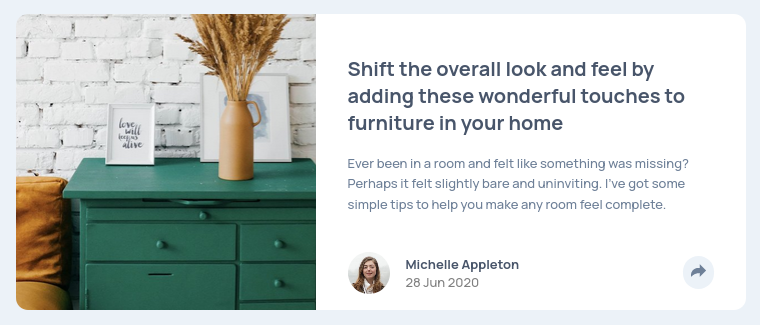 love
will
keep us
alive
Shift the overall look and feel by
adding these wonderful touches to
furniture in your home
Ever been in a room and felt like something was missing?
Perhaps it felt slightly bare and uninviting. I've got some
simple tips to help you make any room feel complete.
Michelle Appleton
28 Jun 2020